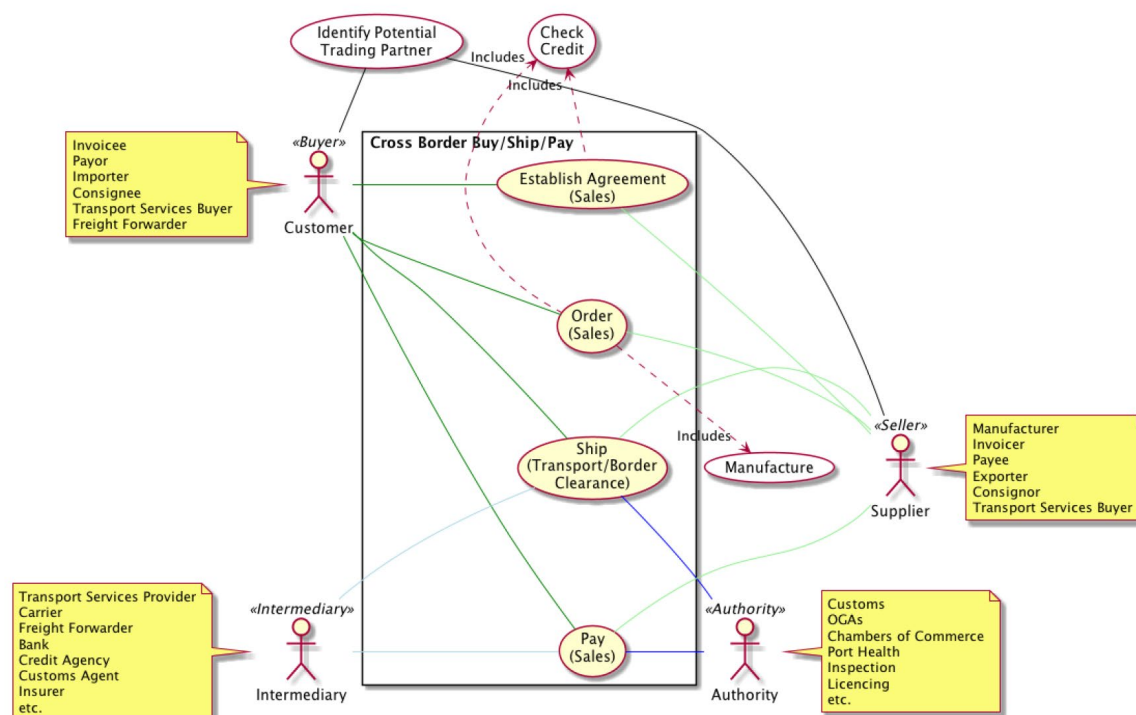 Identify Potential
Trading Partner
Check
Credit
Includes
Includes
«Buyer»
Customer
Invoicee
Payor
Importer
Consignee
Transport Services Buyer
Freight Forwarder
Cross Border Buy/Ship/Pay
Establish Agreement
(Sales)
Order
(Sales)
Includes
Manufacture
Ship
(Transport/Border
Clearance)
«Seller»
Supplier
Manufacturer
Invoicer
Payee
Exporter
Consignor
Transport Services Buyer
Transport Services Provider
Carrier
Freight Forwarder
Bank
Credit Agency
Customs Agent
Insurer
etc.
«Intermediary»
Intermediary
Pay
(Sales)
«Authority»
Authority
Customs
OGAs
Chambers of Commerce
Port Health
Inspection
Licencing
etc.